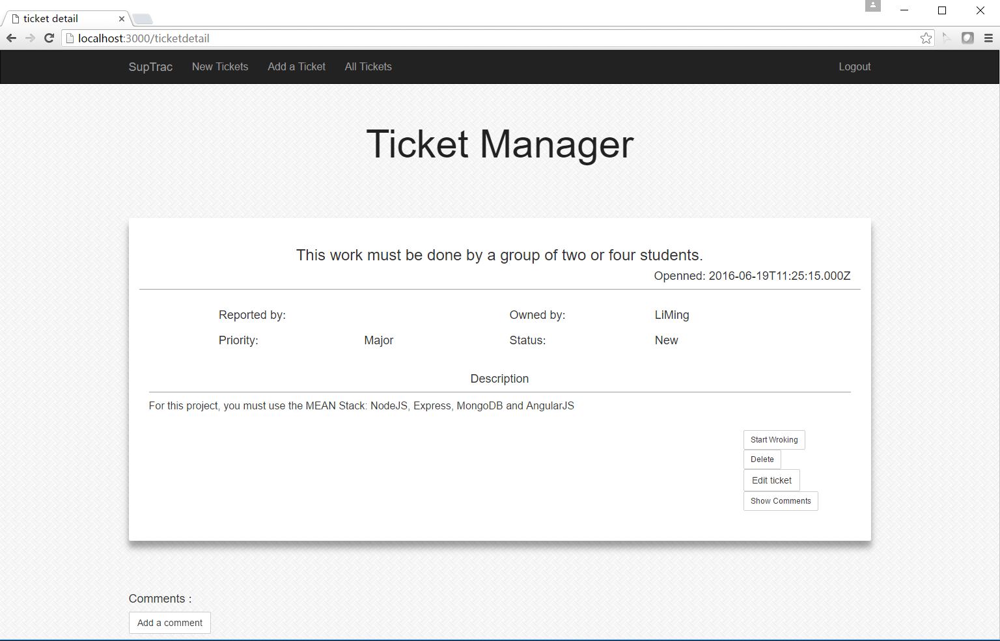 ticket detail
localhost:3000/ticketdetail
SupTrac New Tickets Add a Ticket All Tickets Logout
Ticket Manager
This work must be done by a group of two or four students.
Openned: 2016-06-19T11:25:15.000Z
Reported by: Owned by: LiMing
Priority: Major Status: New
Description
For this project, you must use the MEAN Stack: NodeJS, Express, MongoDB and AngularJS
Start Wroking
Delete
Edit ticket
Show Comments
Comments :
Add a comment